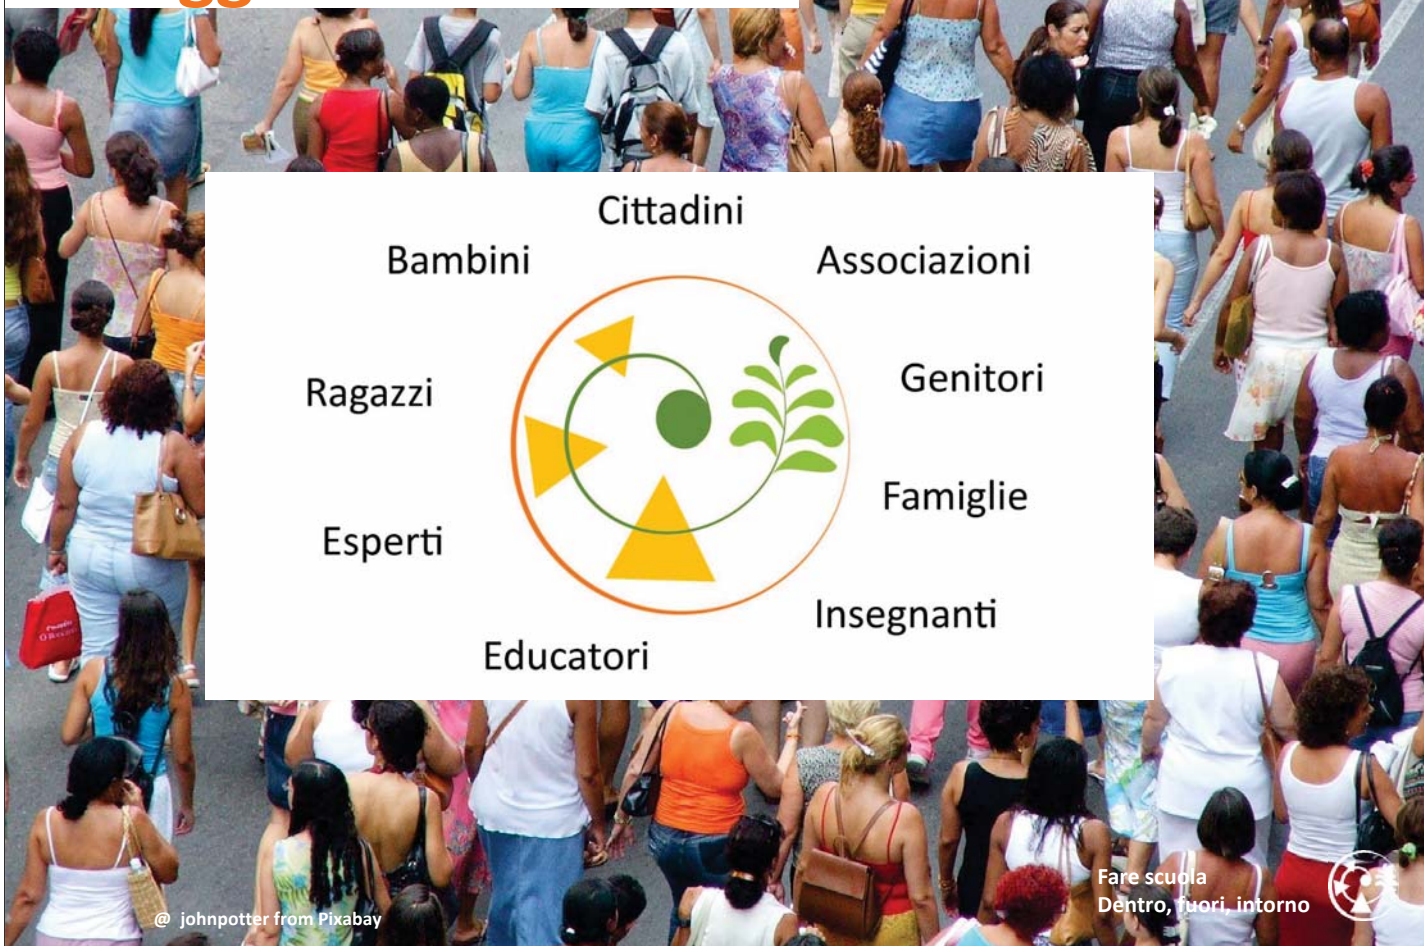 Cittadini
Bambini
Associazioni
Genitori
Ragazzi
Famiglie
Esperti
Insegnanti
Educatori
Fare scuola
Dentro, fuori, intorno
@ johnpotter from Pixabay